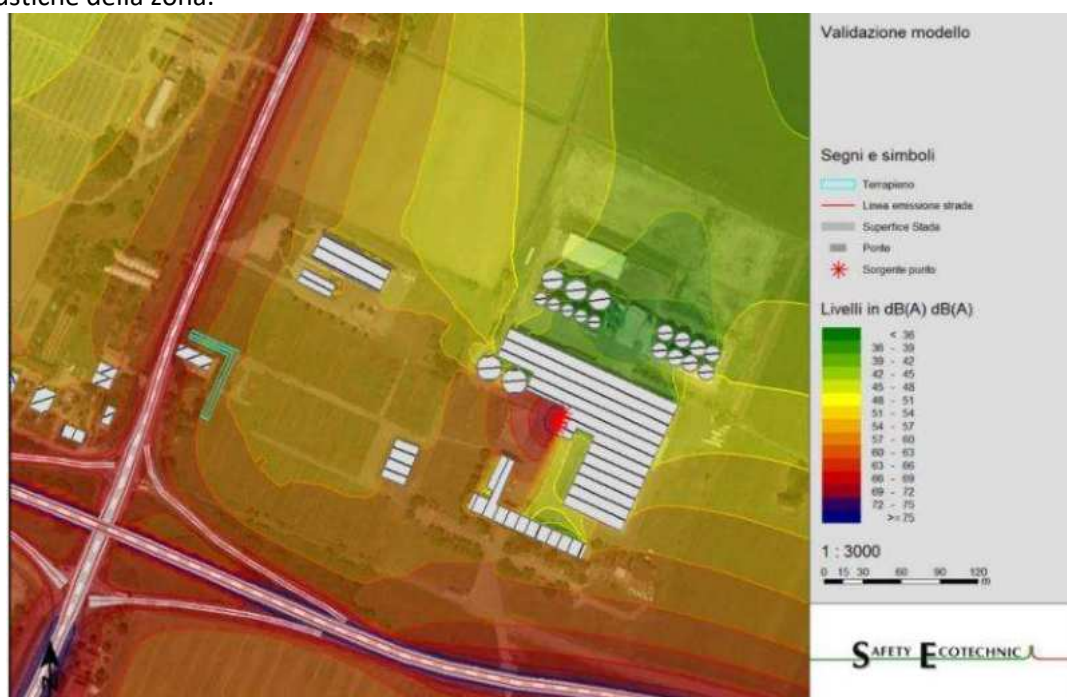 ustiche della zona.
Validazione modello
Segni e simboli
Terrapieno
Linea emissione strada
Superfice Stada
Ponte
Sorgente punto
Livelli in dB(A) dB(A)
< 36
36 - 39
39 - 42
42 - 45
45 - 48
48 - 51
51 - 54
54 - 57
57 - 60
60 - 63
63 - 66
66 - 69
69 - 72
72 - 75
>= 75
1 : 3000
0 15 30 60 90 120
m
SAFETY ECOTECHNIC